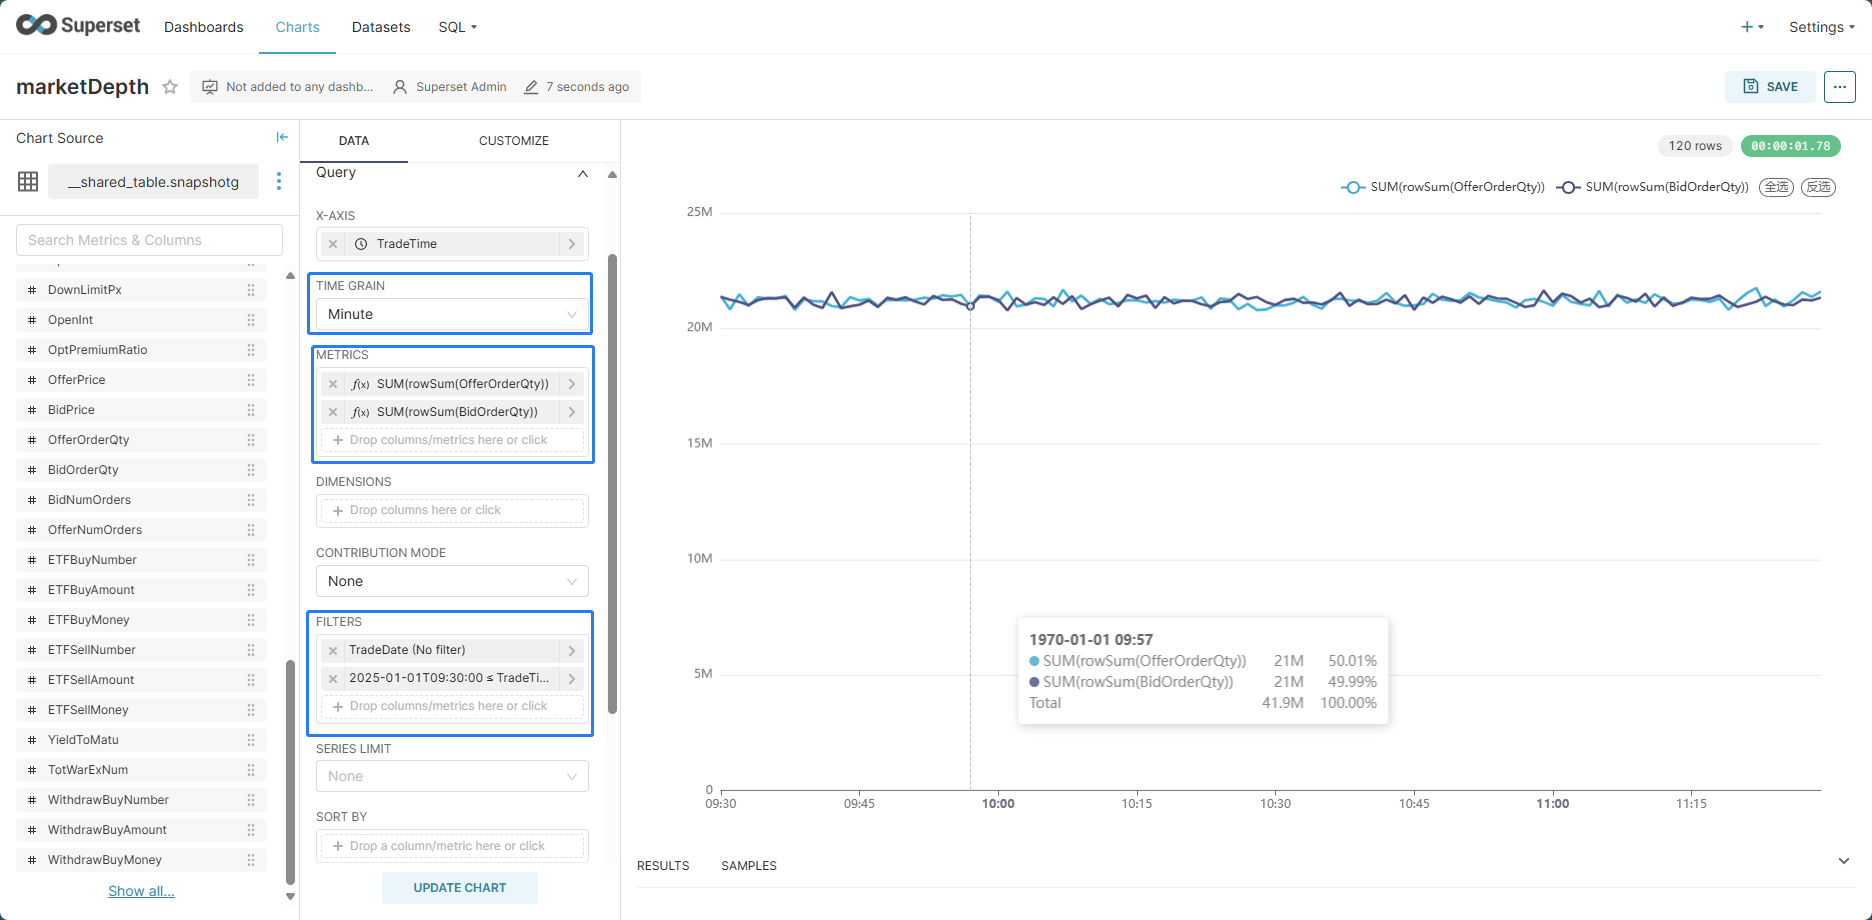 Superset Dashboards Charts Datasets SQL Settings
marketDepth Not added to any dashb... Superset Admin 7 seconds ago SAVE
Chart Source
__shared_table.snapshotg
Search Metrics & Columns
# DownLimitPx
# OpenInt
# OptPremiumRatio
# OfferPrice
# BidPrice
# OfferOrderQty
# BidOrderQty
# BidNumOrders
# OfferNumOrders
# ETFBuyNumber
# ETFBuyAmount
# ETFBuyMoney
# ETFSellNumber
# ETFSellAmount
# ETFSellMoney
# YieldToMatu
# TotWarExNum
# WithdrawBuyNumber
# WithdrawBuyAmount
# WithdrawBuyMoney
Show all...
DATA CUSTOMIZE
Query
X-AXIS
TradeTime
TIME GRAIN
Minute
METRICS
f(x) SUM(rowSum(OfferOrderQty))
f(x) SUM(rowSum(BidOrderQty))
+ Drop columns/metrics here or click
DIMENSIONS
+ Drop columns here or click
CONTRIBUTION MODE
None
FILTERS
TradeDate (No filter)
2025-01-01T09:30:00 ≤ TradeTi...
+ Drop columns/metrics here or click
SERIES LIMIT
None
SORT BY
+ Drop a column/metric here or click
UPDATE CHART
120 rows 00:00:01.78
SUM(rowSum(OfferOrderQty)) SUM(rowSum(BidOrderQty)) 全选 反选
25M
20M
15M
10M
5M
0
09:30 09:45 10:00 10:15 10:30 10:45 11:00 11:15
1970-01-01 09:57
SUM(rowSum(OfferOrderQty)) 21M 50.01%
SUM(rowSum(BidOrderQty)) 21M 49.99%
Total 41.9M 100.00%
RESULTS SAMPLES